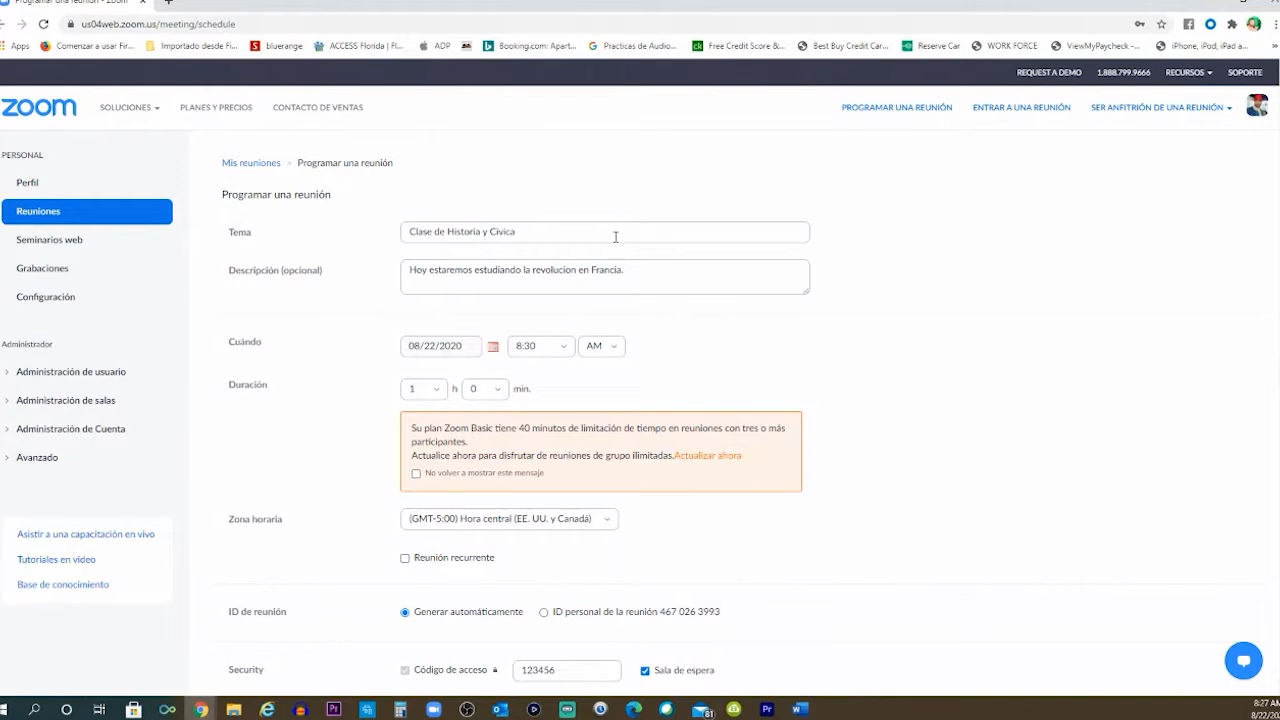 us04web.zoom.us/meeting/schedule
Apps
Comenzar a usar Fir...
Importado desde Fi...
bluerange
ACCESS Florida | Fl...
ADP
Booking.com: Apart...
Practicas de Audio...
Free Credit Score &...
Best Buy Credit Car...
Reserve Car
WORK FORCE
ViewMyPaycheck -...
iPhone, iPod, iPad a...
REQUEST A DEMO
1.888.799.9666
RECURSOS
SOPORTE
zoom
SOLUCIONES
PLANES Y PRECIOS
CONTACTO DE VENTAS
PROGRAMAR UNA REUNIÓN
ENTRAR A UNA REUNIÓN
SER ANFITRIÓN DE UNA REUNIÓN
PERSONAL
Perfil
Reuniones
Seminarios web
Grabaciones
Configuración
Administrador
Administración de usuario
Administración de salas
Administración de Cuenta
Avanzado
Asistir a una capacitación en vivo
Tutoriales en video
Base de conocimiento
Mis reuniones > Programar una reunión
Programar una reunión
Tema
Clase de Historia y Civica
Descripción (opcional)
Hoy estaremos estudiando la revolucion en Francia.
Cuándo
08/22/2020
8:30
AM
Duración
1 h 0 min.
Su plan Zoom Basic tiene 40 minutos de limitación de tiempo en reuniones con tres o más
participantes.
Actualice ahora para disfrutar de reuniones de grupo ilimitadas.Actualizar ahora
No volver a mostrar este mensaje
Zona horaria
(GMT-5:00) Hora central (EE. UU. y Canadá)
Reunión recurrente
ID de reunión
Generar automáticamente
ID personal de la reunión 467 026 3993
Security
Código de acceso
123456
Sala de espera
81
8:27 AM